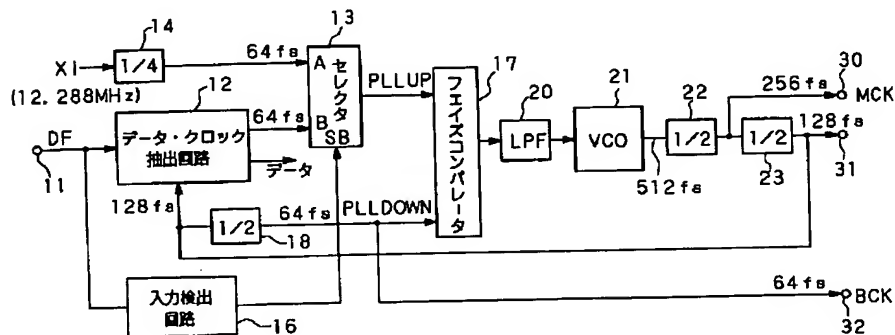 14
13
64fs
17
30
X1
1/4
A
セレクタ
PLLUP
20
21
22
256fs
MCK
(12. 288MHz)
12
64fs
フェイズコンパレータ
128fs
DF
データ・クロック
抽出回路
B
SB
LPF
VCO
1/2
1/2
31
11
データ
512fs
23
128fs
64fs
PLLDOWN
1/2
18
入力検出
回路
64fs
BCK
16
32